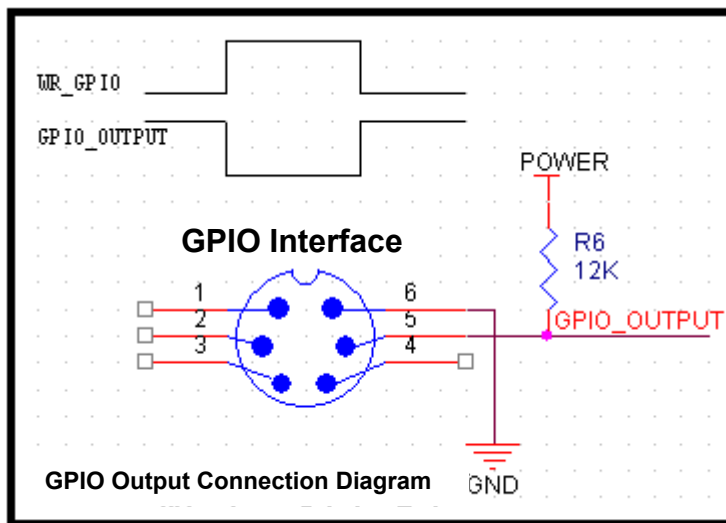 WR_GPIO
GPIO_OUTPUT
POWER
GPIO Interface
R6
12K
1
6
GPIO_OUTPUT
2
5
3
4
GPIO Output Connection Diagram
GND